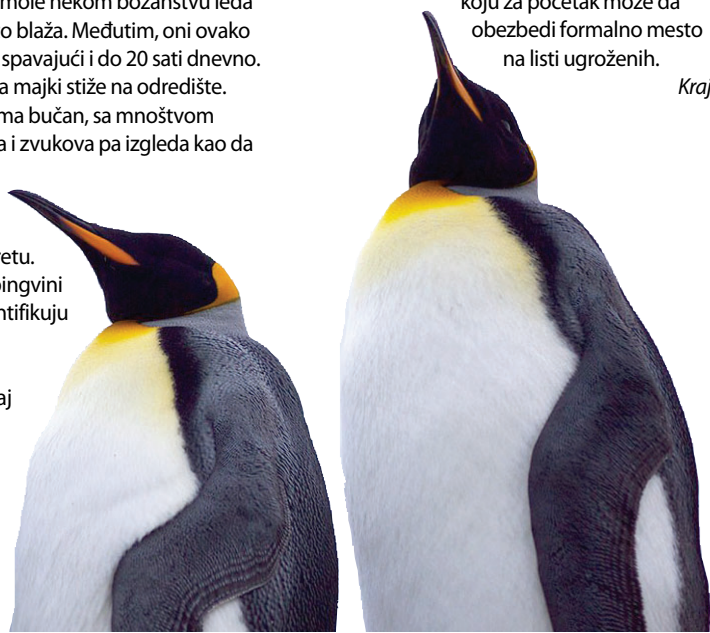 mole nekom božanstvu leda
o blaža. Međutim, oni ovako
spavajući i do 20 sati dnevno.
a majki stiže na odredište.
ma bučan, sa mnoštvom
a i zvukova pa izgleda kao da
retu.
pingvini
ntifikuju
aj
koju za početak može da
obezbedi formalno mesto
na listi ugroženih.
Kraj